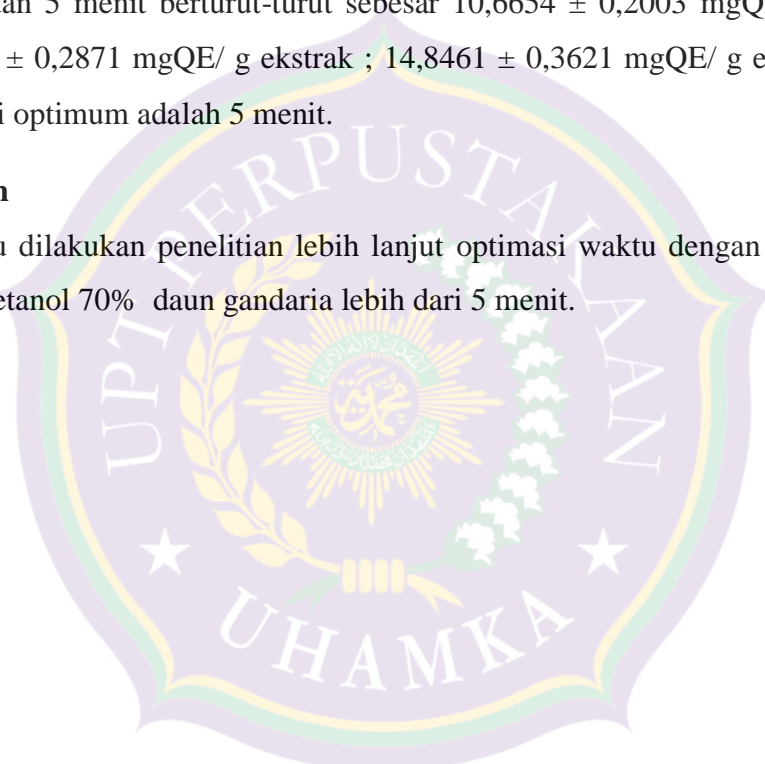 dan 5 menit berturut-turut sebesar 10,6654 ± 0,2003 mgQ
± 0,2871 mgQE/ g ekstrak ; 14,8461 ± 0,3621 mgQE/ g e
i optimum adalah 5 menit.
n
u dilakukan penelitian lebih lanjut optimasi waktu dengan
etanol 70% daun gandaria lebih dari 5 menit.
UPT PERPUSTAKAAN
UHAMKA